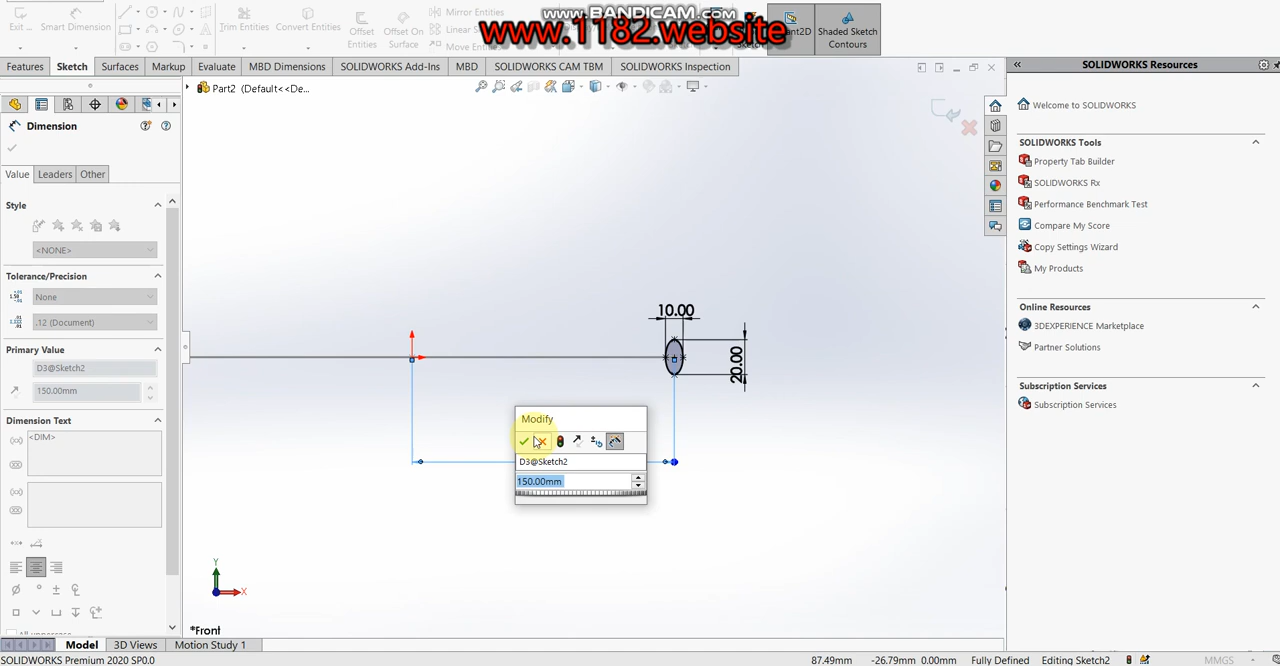 www.BANDICAM.com
www.1182.website
Exit
Smart Dimension
Trim Entities
Convert Entities
Offset Entities
Offset On Surface
Mirror Entities
Linear
Move Entities
Shaded Sketch Contours
Features
Sketch
Surfaces
Markup
Evaluate
MBD Dimensions
SOLIDWORKS Add-Ins
MBD
SOLIDWORKS CAM TBM
SOLIDWORKS Inspection
Part2 (Default<<De...
Dimension
Value
Leaders
Other
Style
<NONE>
Tolerance/Precision
None
.12 (Document)
Primary Value
D3@Sketch2
150.00mm
Dimension Text
<DIM>
10.00
20.00
Modify
D3@Sketch2
150.00mm
Y
X
*Front
SOLIDWORKS Resources
Welcome to SOLIDWORKS
SOLIDWORKS Tools
Property Tab Builder
SOLIDWORKS Rx
Performance Benchmark Test
Compare My Score
Copy Settings Wizard
My Products
Online Resources
3DEXPERIENCE Marketplace
Partner Solutions
Subscription Services
Subscription Services
Model
3D Views
Motion Study 1
SOLIDWORKS Premium 2020 SP0.0
87.49mm
-26.79mm
0.00mm
Fully Defined
Editing Sketch2
MMGS